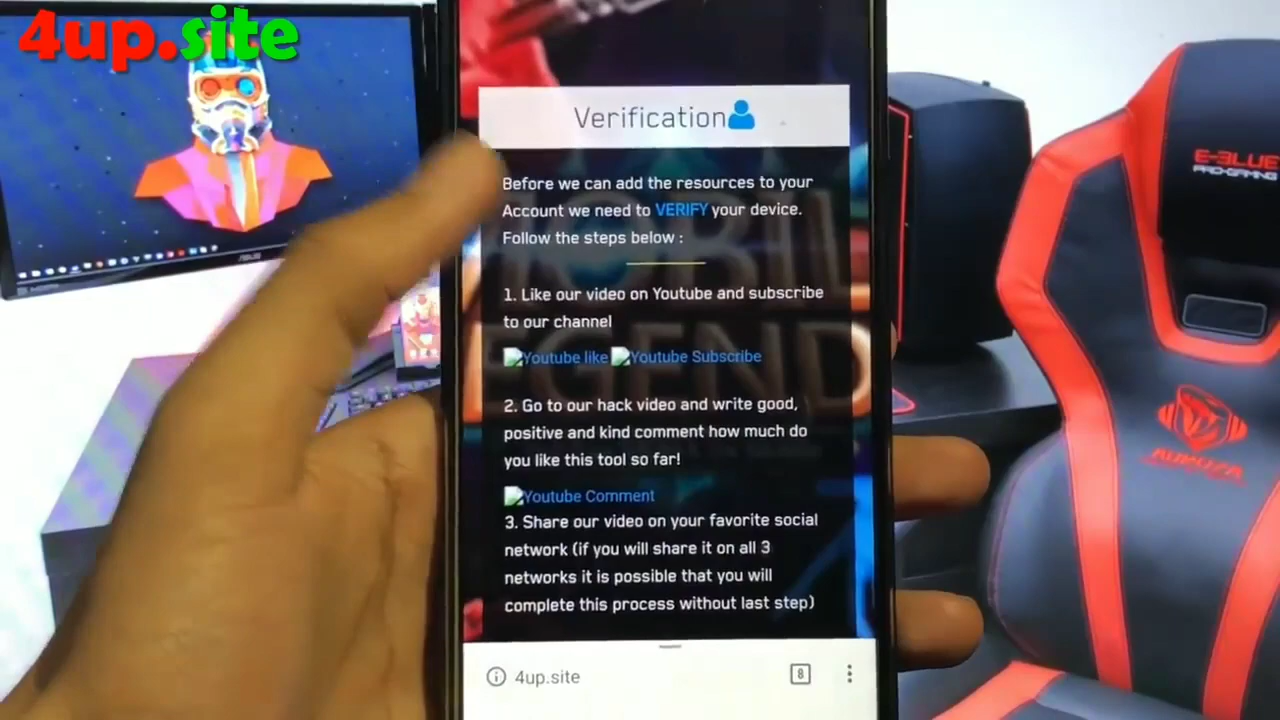 4up.site
Verification
Before we can add the resources to your
Account we need to VERIFY your device.
Follow the steps below :
1. Like our video on Youtube and subscribe
to our channel
Youtube like Youtube Subscribe
2. Go to our hack video and write good,
positive and kind comment how much do
you like this tool so far!
Youtube Comment
3. Share our video on your favorite social
network (if you will share it on all 3
networks it is possible that you will
complete this process without last step)
4up.site
8
E-BLUE
PRO-GAMING
AUROZA
ASUS